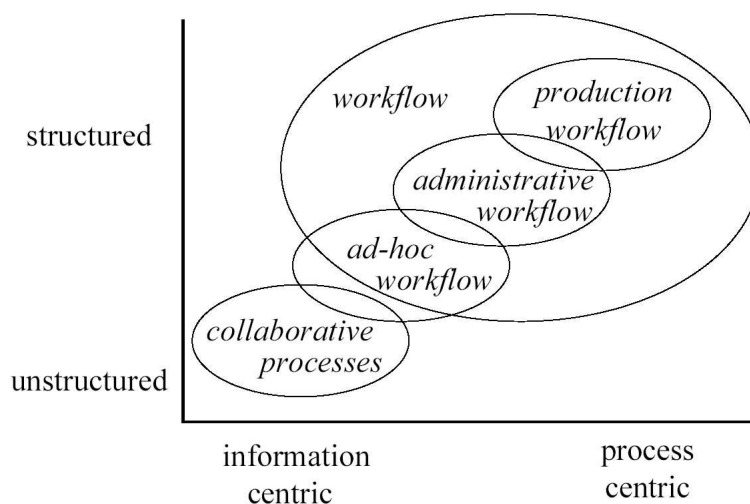 workflow
production
workflow
structured
administrative
workflow
ad-hoc
workflow
collaborative
processes
unstructured
information
centric
process
centric